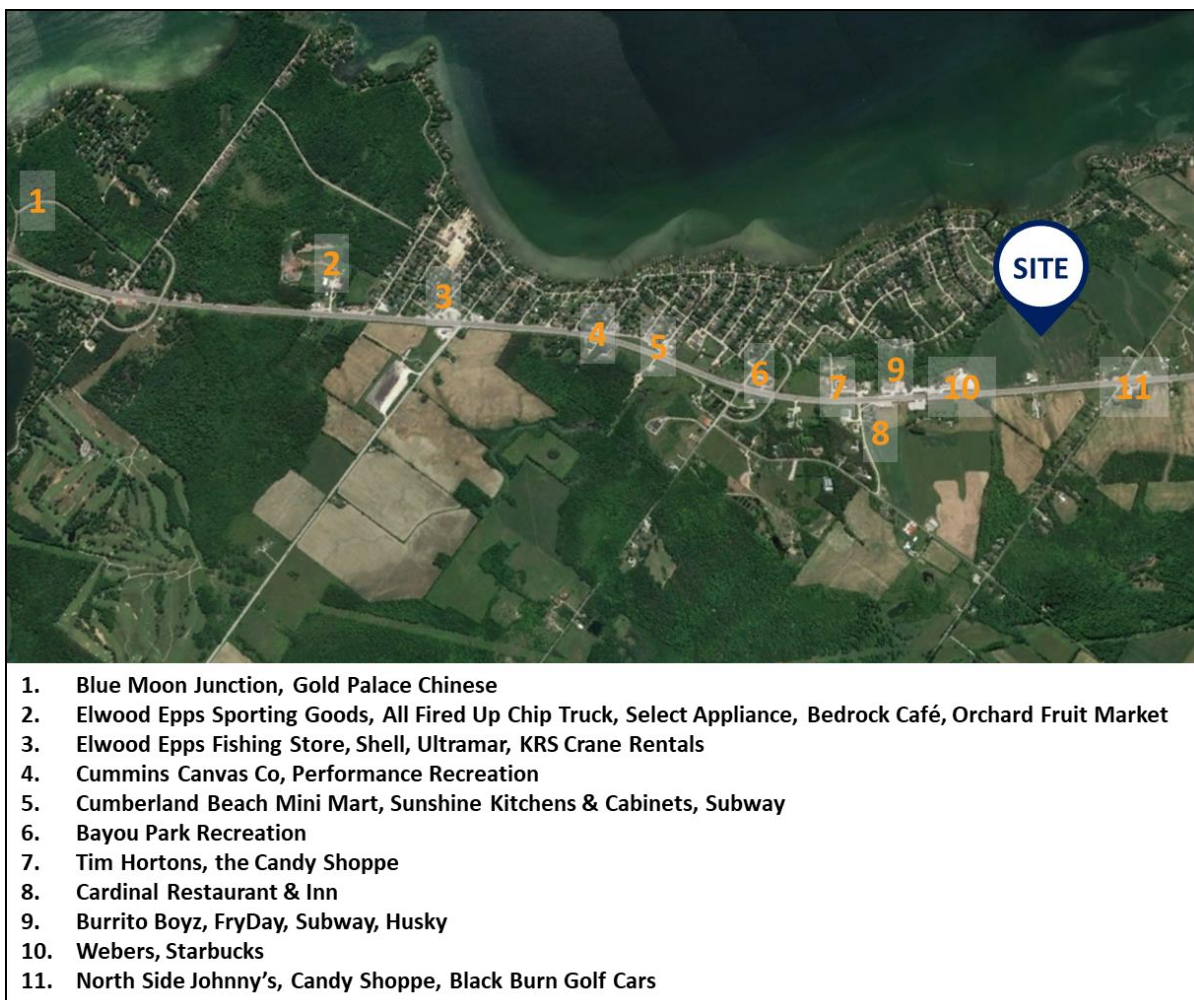 1
2
SITE
3
4
5
6
7
9
10
11
8
1. Blue Moon Junction, Gold Palace Chinese
2. Elwood Epps Sporting Goods, All Fired Up Chip Truck, Select Appliance, Bedrock Café, Orchard Fruit Market
3. Elwood Epps Fishing Store, Shell, Ultramar, KRS Crane Rentals
4. Cummins Canvas Co, Performance Recreation
5. Cumberland Beach Mini Mart, Sunshine Kitchens & Cabinets, Subway
6. Bayou Park Recreation
7. Tim Hortons, the Candy Shoppe
8. Cardinal Restaurant & Inn
9. Burrito Boyz, FryDay, Subway, Husky
10. Webers, Starbucks
11. North Side Johnny’s, Candy Shoppe, Black Burn Golf Cars